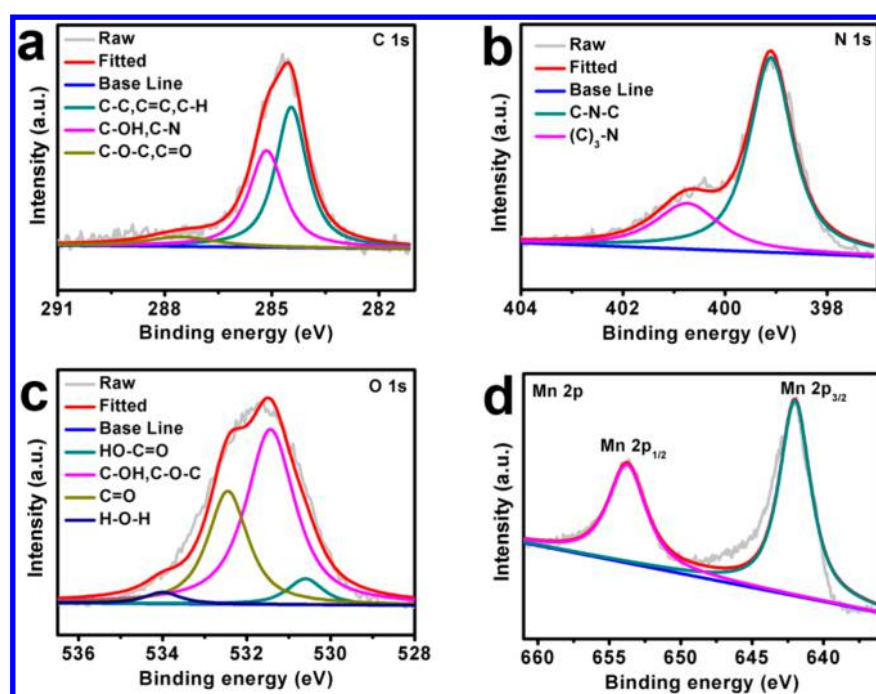 a
C 1s
Raw
Fitted
Base Line
C-C,C=C,C-H
C-OH,C-N
C-O-C,C=O
Intensity (a.u.)
291 288 285 282
Binding energy (eV)
b
N 1s
Raw
Fitted
Base Line
C-N-C
(C)₃-N
Intensity (a.u.)
404 402 400 398
Binding energy (eV)
c
O 1s
Raw
Fitted
Base Line
HO-C=O
C-OH,C-O-C
C=O
H-O-H
Intensity (a.u.)
536 534 532 530 528
Binding energy (eV)
d
Mn 2p
Mn 2p₃/₂
Mn 2p₁/₂
Intensity (a.u.)
660 655 650 645 640
Binding energy (eV)